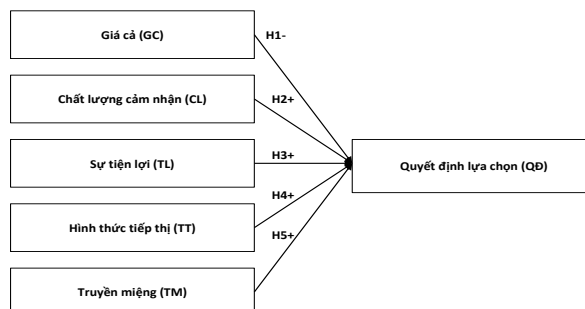 Giá cả (GC)
H1-
Chất lượng cảm nhận (CL)
H2+
Sự tiện lợi (TL)
H3+
Quyết định lựa chọn (QĐ)
H4+
Hình thức tiếp thị (TT)
H5+
Truyền miệng (TM)